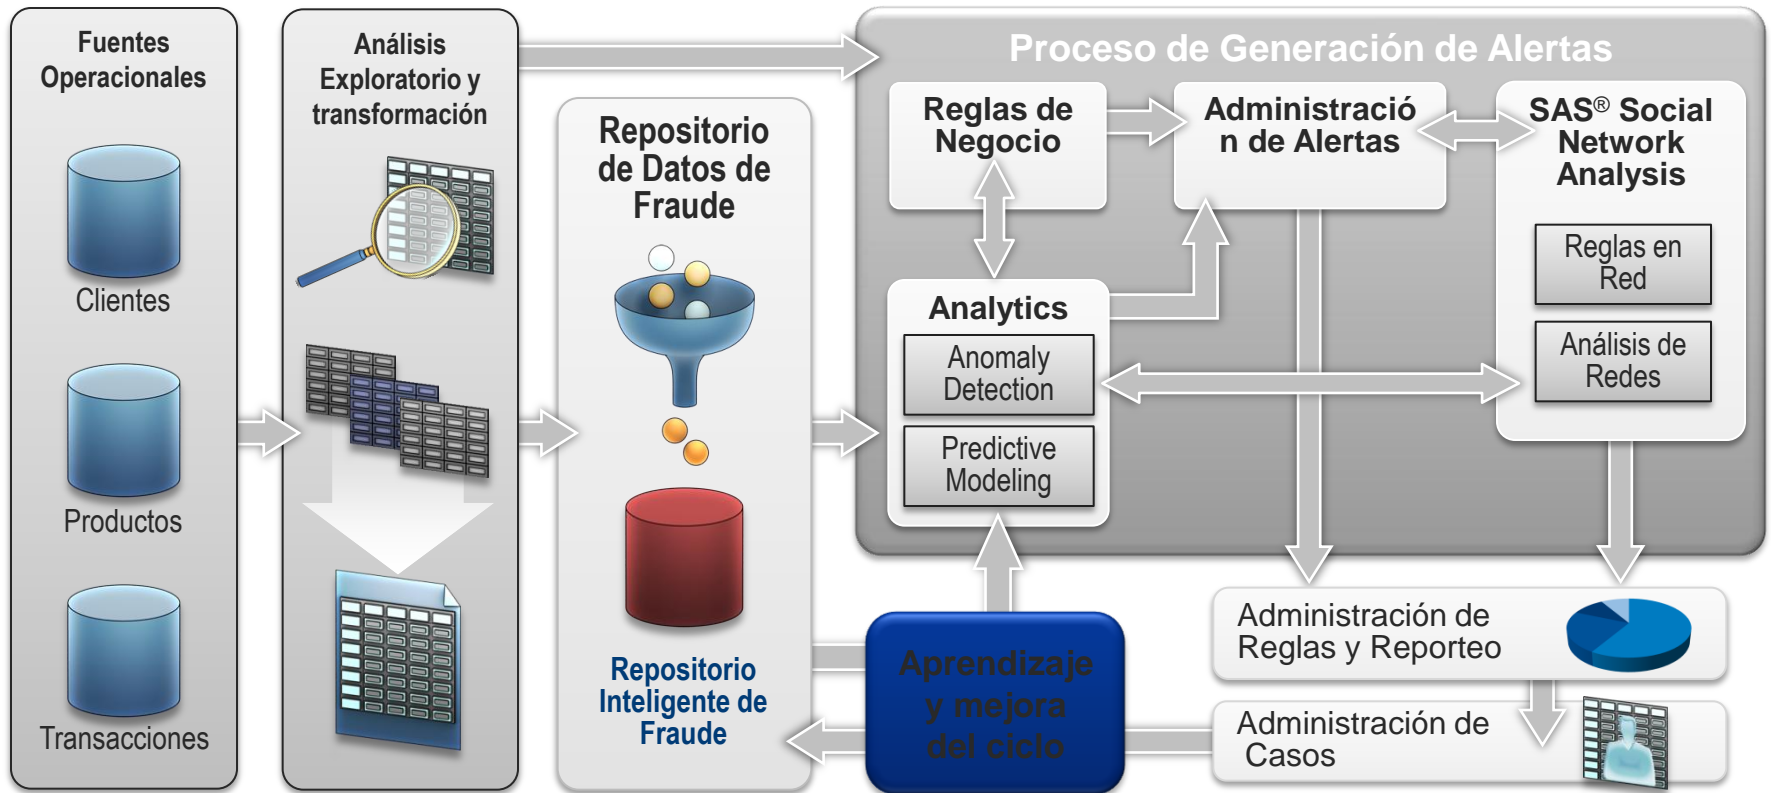 Fuentes
Operacionales
Clientes
Productos
Transacciones
Análisis
Exploratorio y
transformación
Repositorio
de Datos de
Fraude
Repositorio
Inteligente de
Fraude
Proceso de Generación de Alertas
Reglas de
Negocio
Administració
n de Alertas
SAS® Social
Network
Analysis
Reglas en
Red
Análisis de
Redes
Analytics
Anomaly
Detection
Predictive
Modeling
Aprendizaje
y mejora
del ciclo
Administración de
Reglas y Reporteo
Administración de
Casos